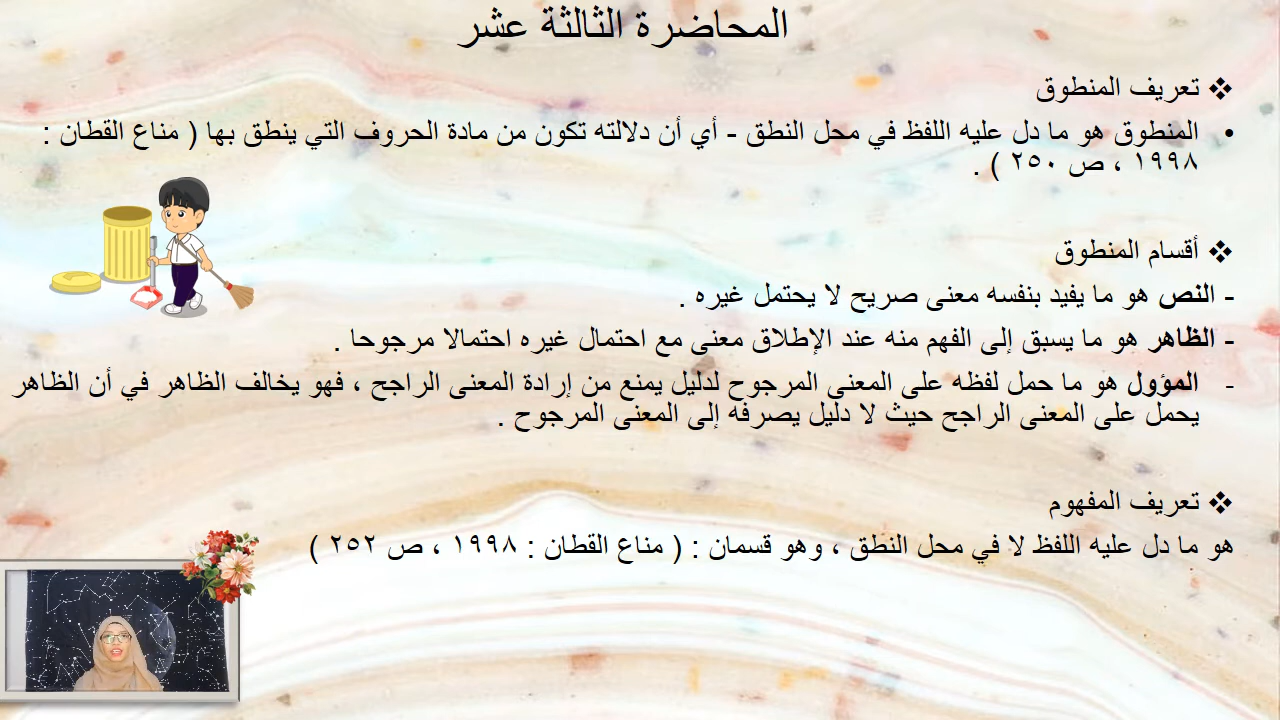 المحاضرة الثالثة عشر
❖ تعريف المنطوق
• المنطوق هو ما دل عليه اللفظ في محل النطق - أي أن دلالته تكون من مادة الحروف التي ينطق بها ( مناع القطان :
١٩٩٨ ، ص ٢٥٠ ) .
❖ أقسام المنطوق
- النص هو ما يفيد بنفسه معنى صريح لا يحتمل غيره .
- الظاهر هو ما يسبق إلى الفهم منه عند الإطلاق معنى مع احتمال غيره احتمالا مرجوحا .
- المؤول هو ما حمل لفظه على المعنى المرجوح لدليل يمنع من إرادة المعنى الراجح ، فهو يخالف الظاهر في أن الظاهر
يحمل على المعنى الراجح حيث لا دليل يصرفه إلى المعنى المرجوح .
❖ تعريف المفهوم
هو ما دل عليه اللفظ لا في محل النطق ، وهو قسمان : ( مناع القطان : ١٩٩٨ ، ص ٢٥٢ )